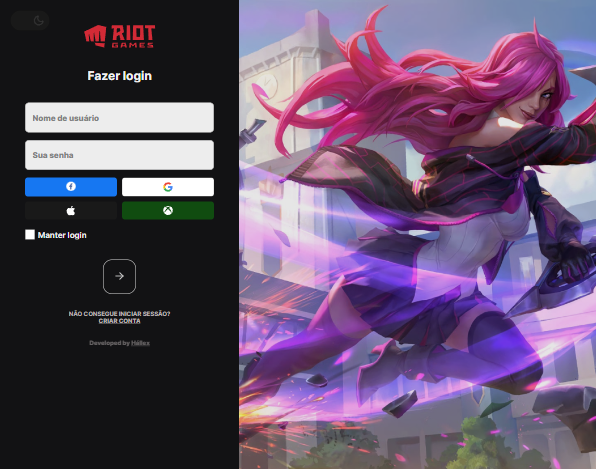 RIOT
GAMES
Fazer login
Nome de usuário
Sua senha
Manter login
NÃO CONSEGUE INICIAR SESSÃO?
CRIAR CONTA
Developed by Héllex